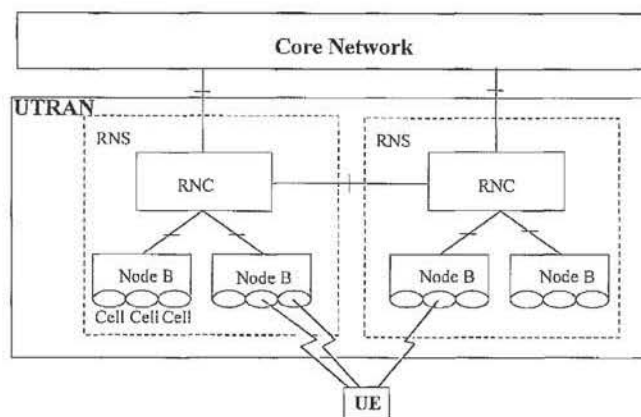 Core Network
UTRAN
RNS
RNS
RNC
RNC
Node B
Node B
Node B
Node B
Cell Cell Cell
UE